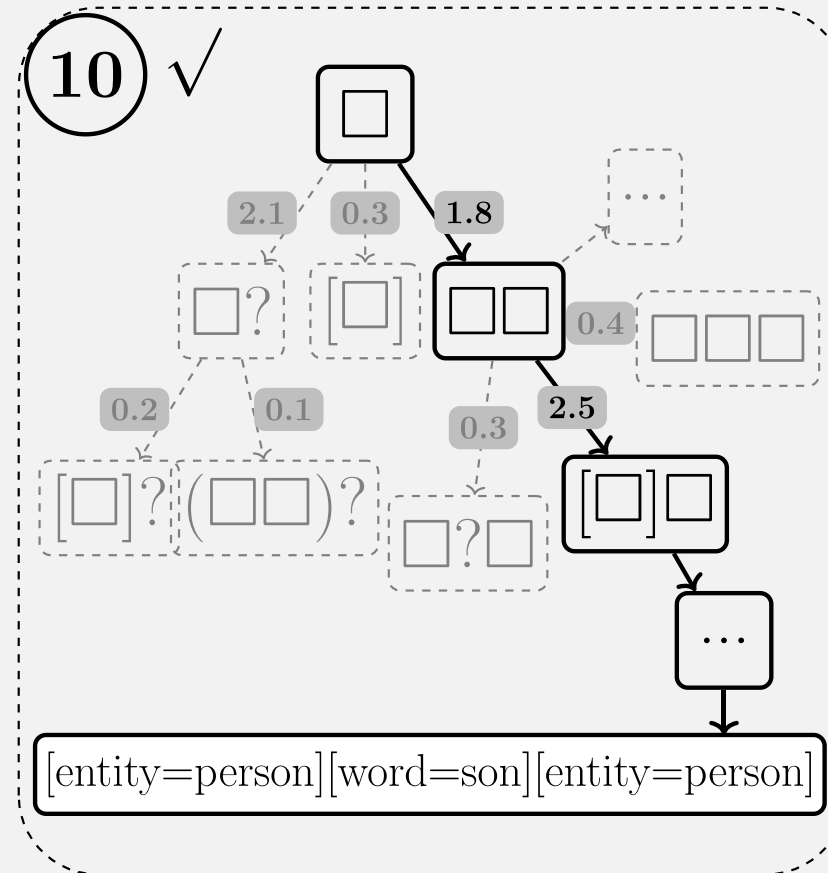 10 √
□
...
2.1 0.3 1.8
□? [□] □□ 0.4 □□□
0.2 0.1 0.3 2.5
[□]? (□□)? □?□ [□]□
...
[entity=person][word=son][entity=person]